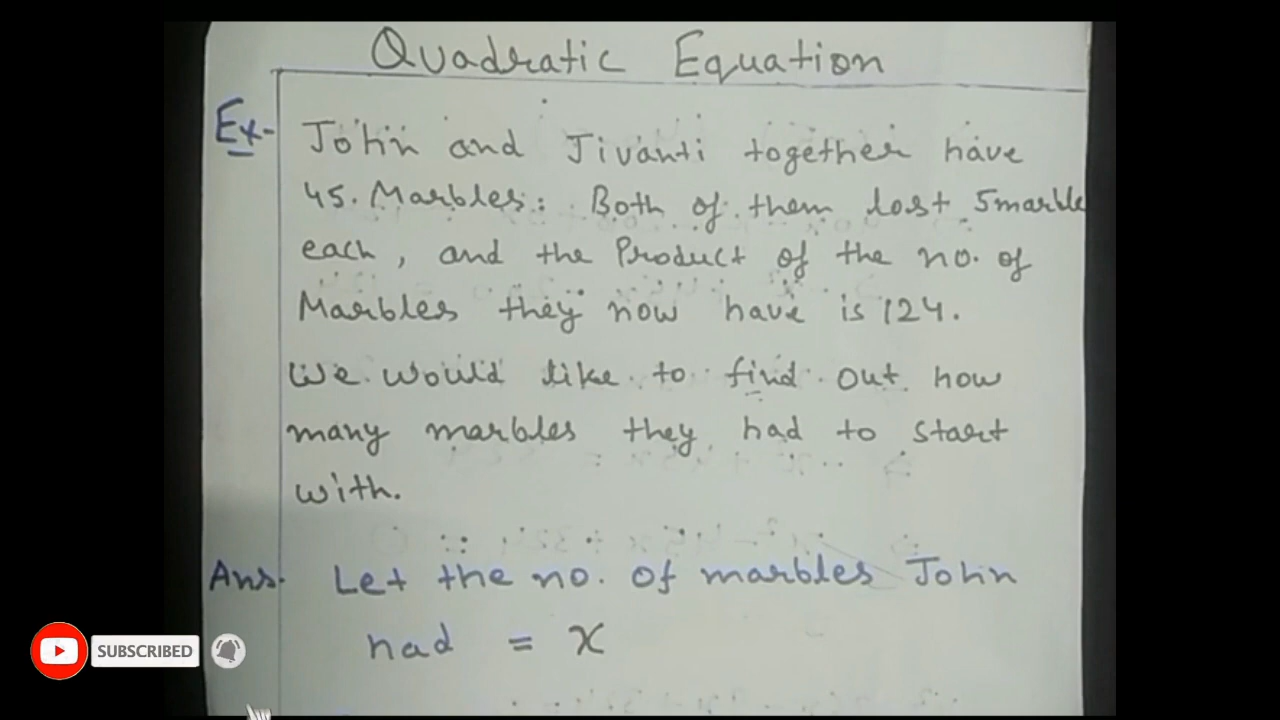 Quadratic Equation
Ex- John and Jivanti together have
45. Marbles: Both of them lost 5 marble
each, and the Product of the no. of
Marbles they now have is 124.
We would like to find out how
many marbles they had to start
with.
Ans. Let the no. of marbles John
had = x
SUBSCRIBED